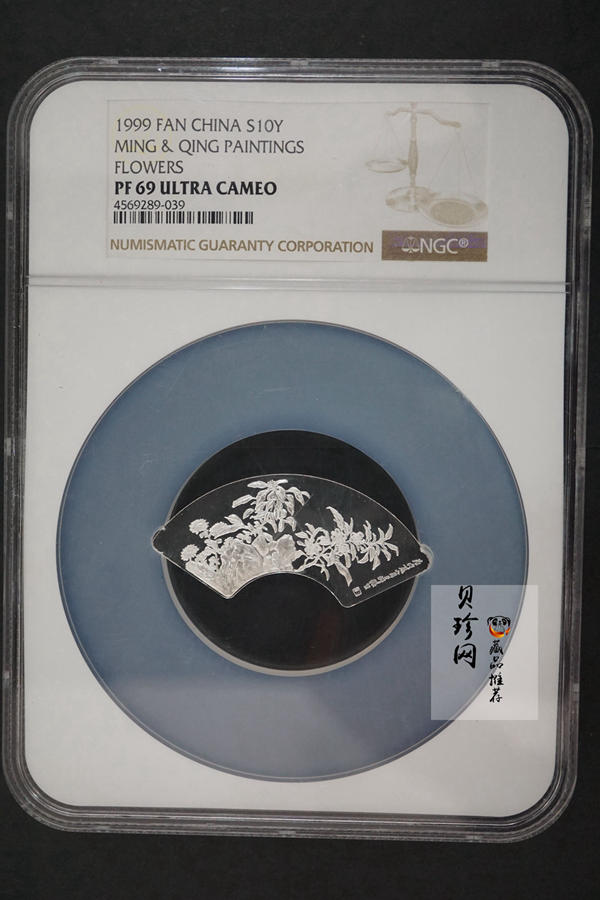 1999 FAN CHINA S10Y
MING & QING PAINTINGS
FLOWERS
PF 69 ULTRA CAMEO
4569289-039
NUMISMATIC GUARANTY CORPORATION
NGC®
贝珍网
藏品推荐